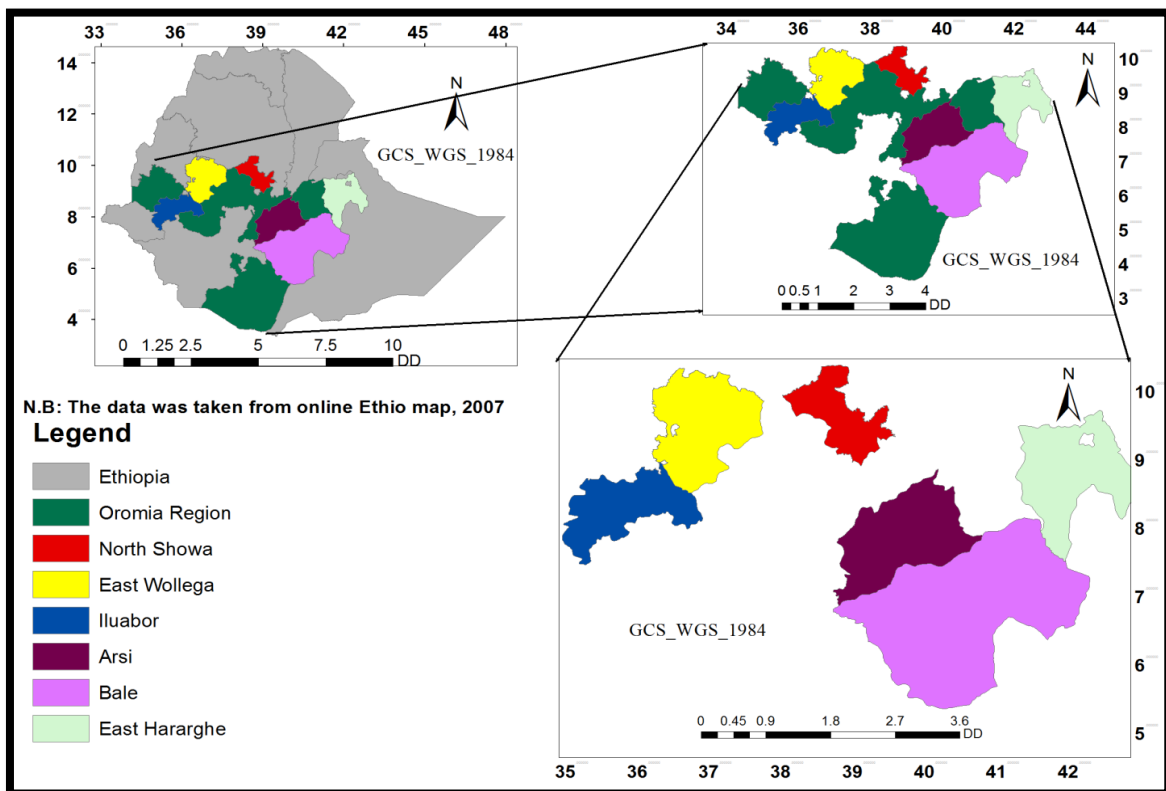 33 36 39 42 45 48
14
12
10
8
6
4
N
GCS_WGS_1984
0 1.25 2.5 5 7.5 10
DD
34 36 38 40 42 44
10
9
8
7
6
5
4
3
N
GCS_WGS_1984
0 0.5 1 2 3 4
DD
N.B: The data was taken from online Ethio map, 2007
Legend
Ethiopia
Oromia Region
North Showa
East Wollega
Iluabor
Arsi
Bale
East Hararghe
N
10
9
8
7
6
5
GCS_WGS_1984
0 0.45 0.9 1.8 2.7 3.6
DD
35 36 37 38 39 40 41 42